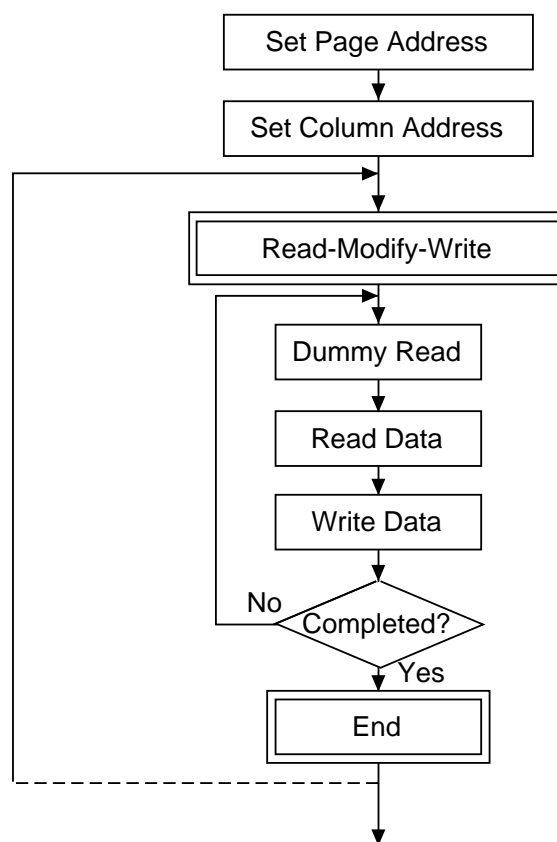 Set Page Address
Set Column Address
Read-Modify-Write
Dummy Read
Read Data
Write Data
No
Completed?
Yes
End